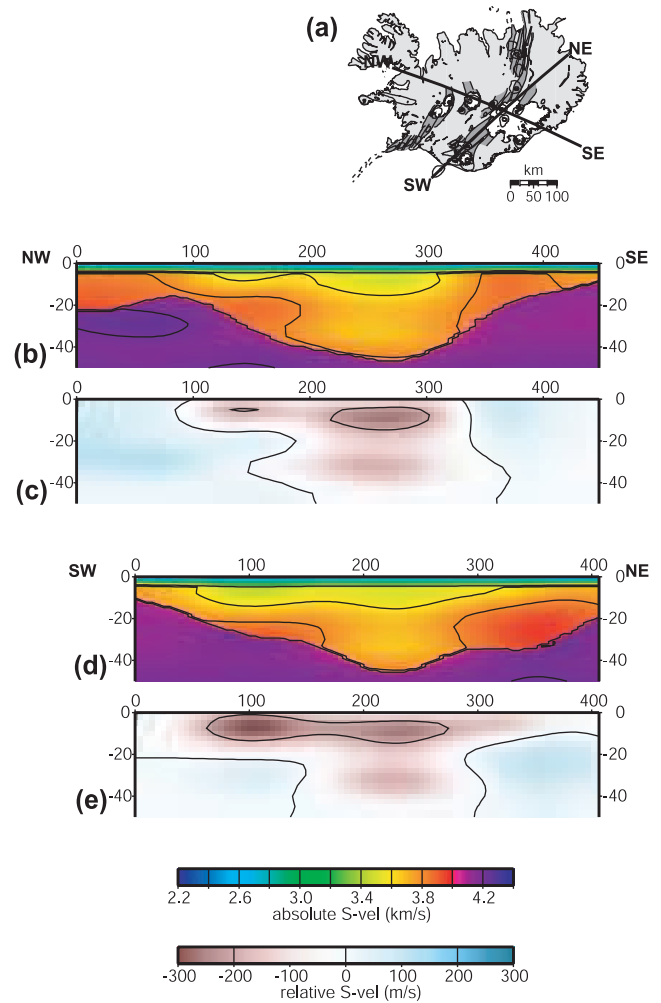 (a)
NW
NE
SE
SW
km
0 50 100
NW
SE
0 100 200 300 400
0 0
-20 -20
-40 -40
(b)
0 100 200 300 400
0 0
-20 -20
-40 -40
(c)
SW
NE
0 100 200 300 400
0 0
-20 -20
-40 -40
(d)
0 100 200 300 400
0 0
-20 -20
-40 -40
(e)
2.2 2.6 3.0 3.4 3.8 4.2
absolute S-vel (km/s)
-300 -200 -100 0 100 200 300
relative S-vel (m/s)